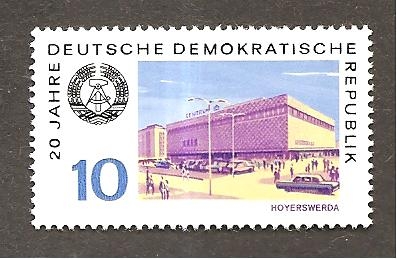 20 JAHRE
DEUTSCHE DEMOKRATISCHE
REPUBLIK
10
HOYERSWERDA